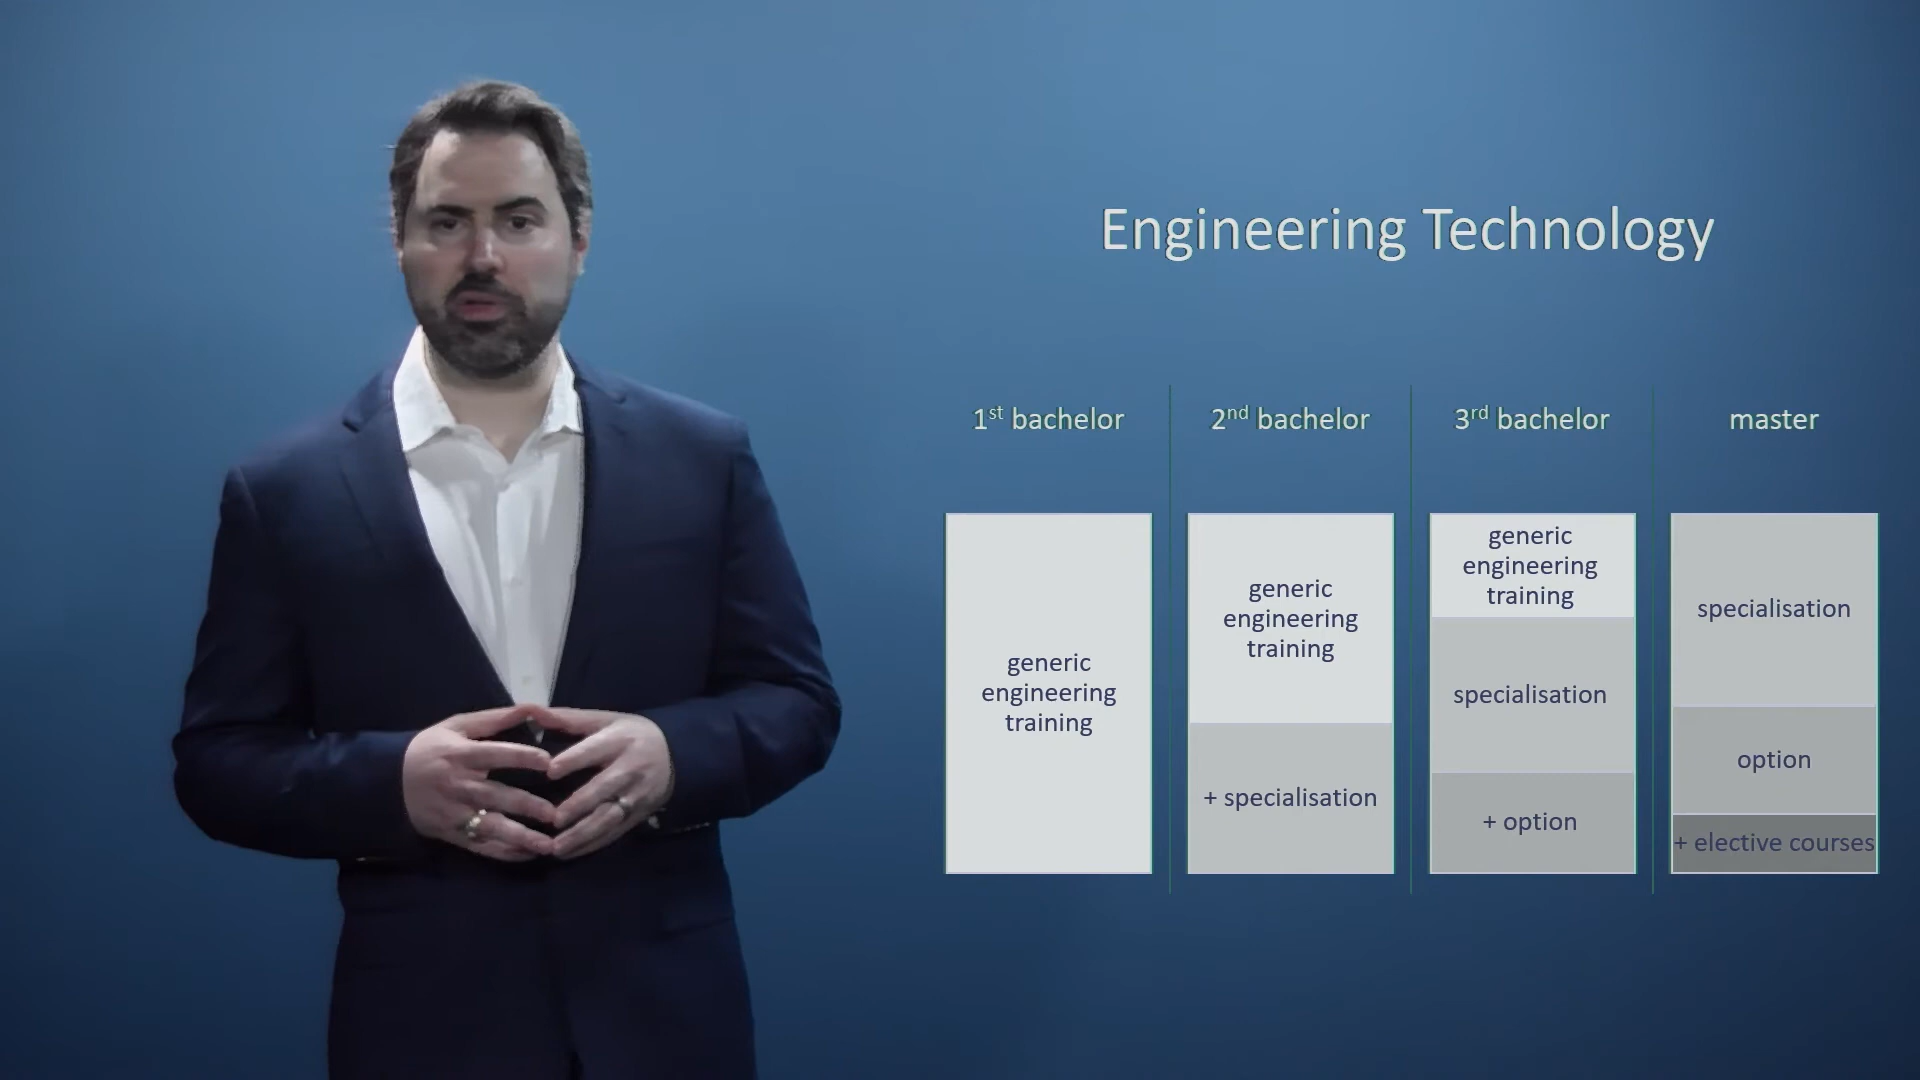 Engineering Technology
1st bachelor
2nd bachelor
3rd bachelor
master
generic
engineering
training
generic
engineering
training
+ specialisation
generic
engineering
training
specialisation
+ option
specialisation
option
+ elective courses